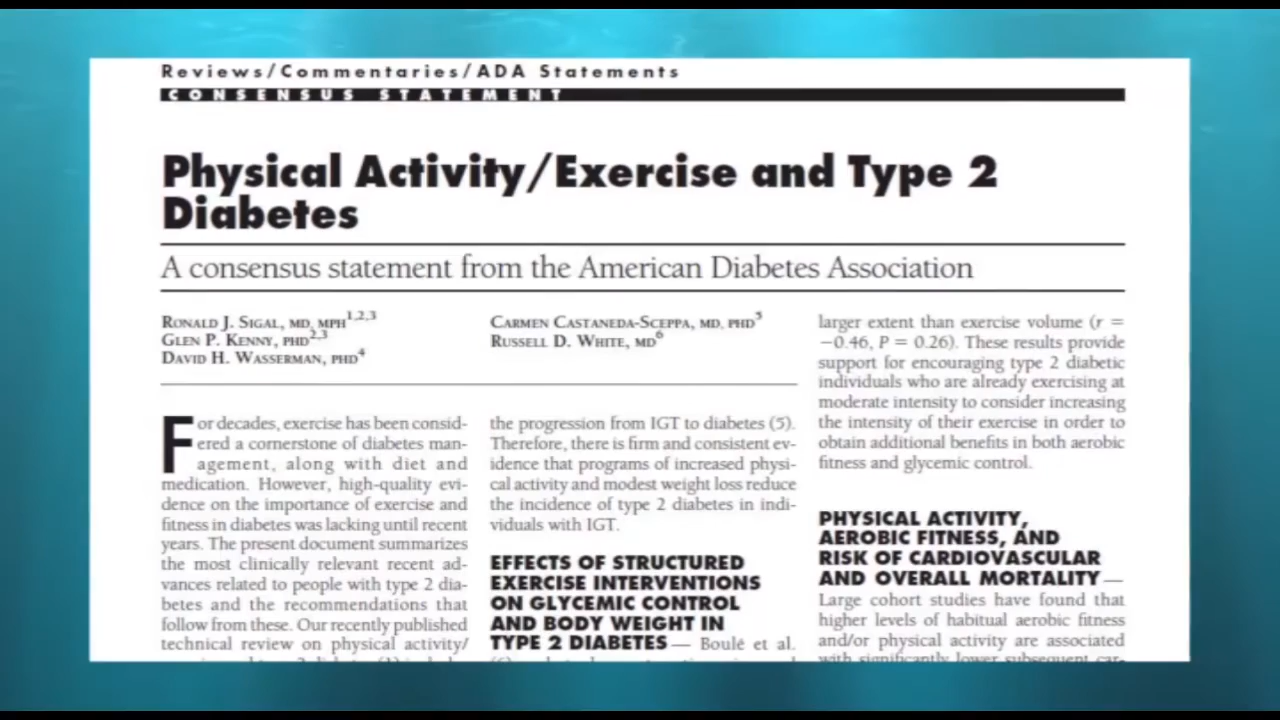 Reviews/Commentaries/ADA Statements
CONSENSUS STATEMENT
Physical Activity/Exercise and Type 2
Diabetes
A consensus statement from the American Diabetes Association
RONALD J. SIGAL, MD, MPH1,2,3
GLEN P. KENNY, PHD2,3
DAVID H. WASSERMAN, PHD4
CARMEN CASTANEDA-SCEPPA, MD, PHD5
RUSSELL D. WHITE, MD6
For decades, exercise has been consid-
ered a cornerstone of diabetes man-
agement, along with diet and
medication. However, high-quality evi-
dence on the importance of exercise and
fitness in diabetes was lacking until recent
years. The present document summarizes
the most clinically relevant recent ad-
vances related to people with type 2 dia-
betes and the recommendations that
follow from these. Our recently published
technical review on physical activity/
the progression from IGT to diabetes (5).
Therefore, there is firm and consistent ev-
idence that programs of increased physi-
cal activity and modest weight loss reduce
the incidence of type 2 diabetes in indi-
viduals with IGT.
EFFECTS OF STRUCTURED
EXERCISE INTERVENTIONS
ON GLYCEMIC CONTROL
AND BODY WEIGHT IN
TYPE 2 DIABETES — Boulé et al.
larger extent than exercise volume (r =
−0.46, P = 0.26). These results provide
support for encouraging type 2 diabetic
individuals who are already exercising at
moderate intensity to consider increasing
the intensity of their exercise in order to
obtain additional benefits in both aerobic
fitness and glycemic control.
PHYSICAL ACTIVITY,
AEROBIC FITNESS, AND
RISK OF CARDIOVASCULAR
AND OVERALL MORTALITY —
Large cohort studies have found that
higher levels of habitual aerobic fitness
and/or physical activity are associated
with significantly lower subsequent car-